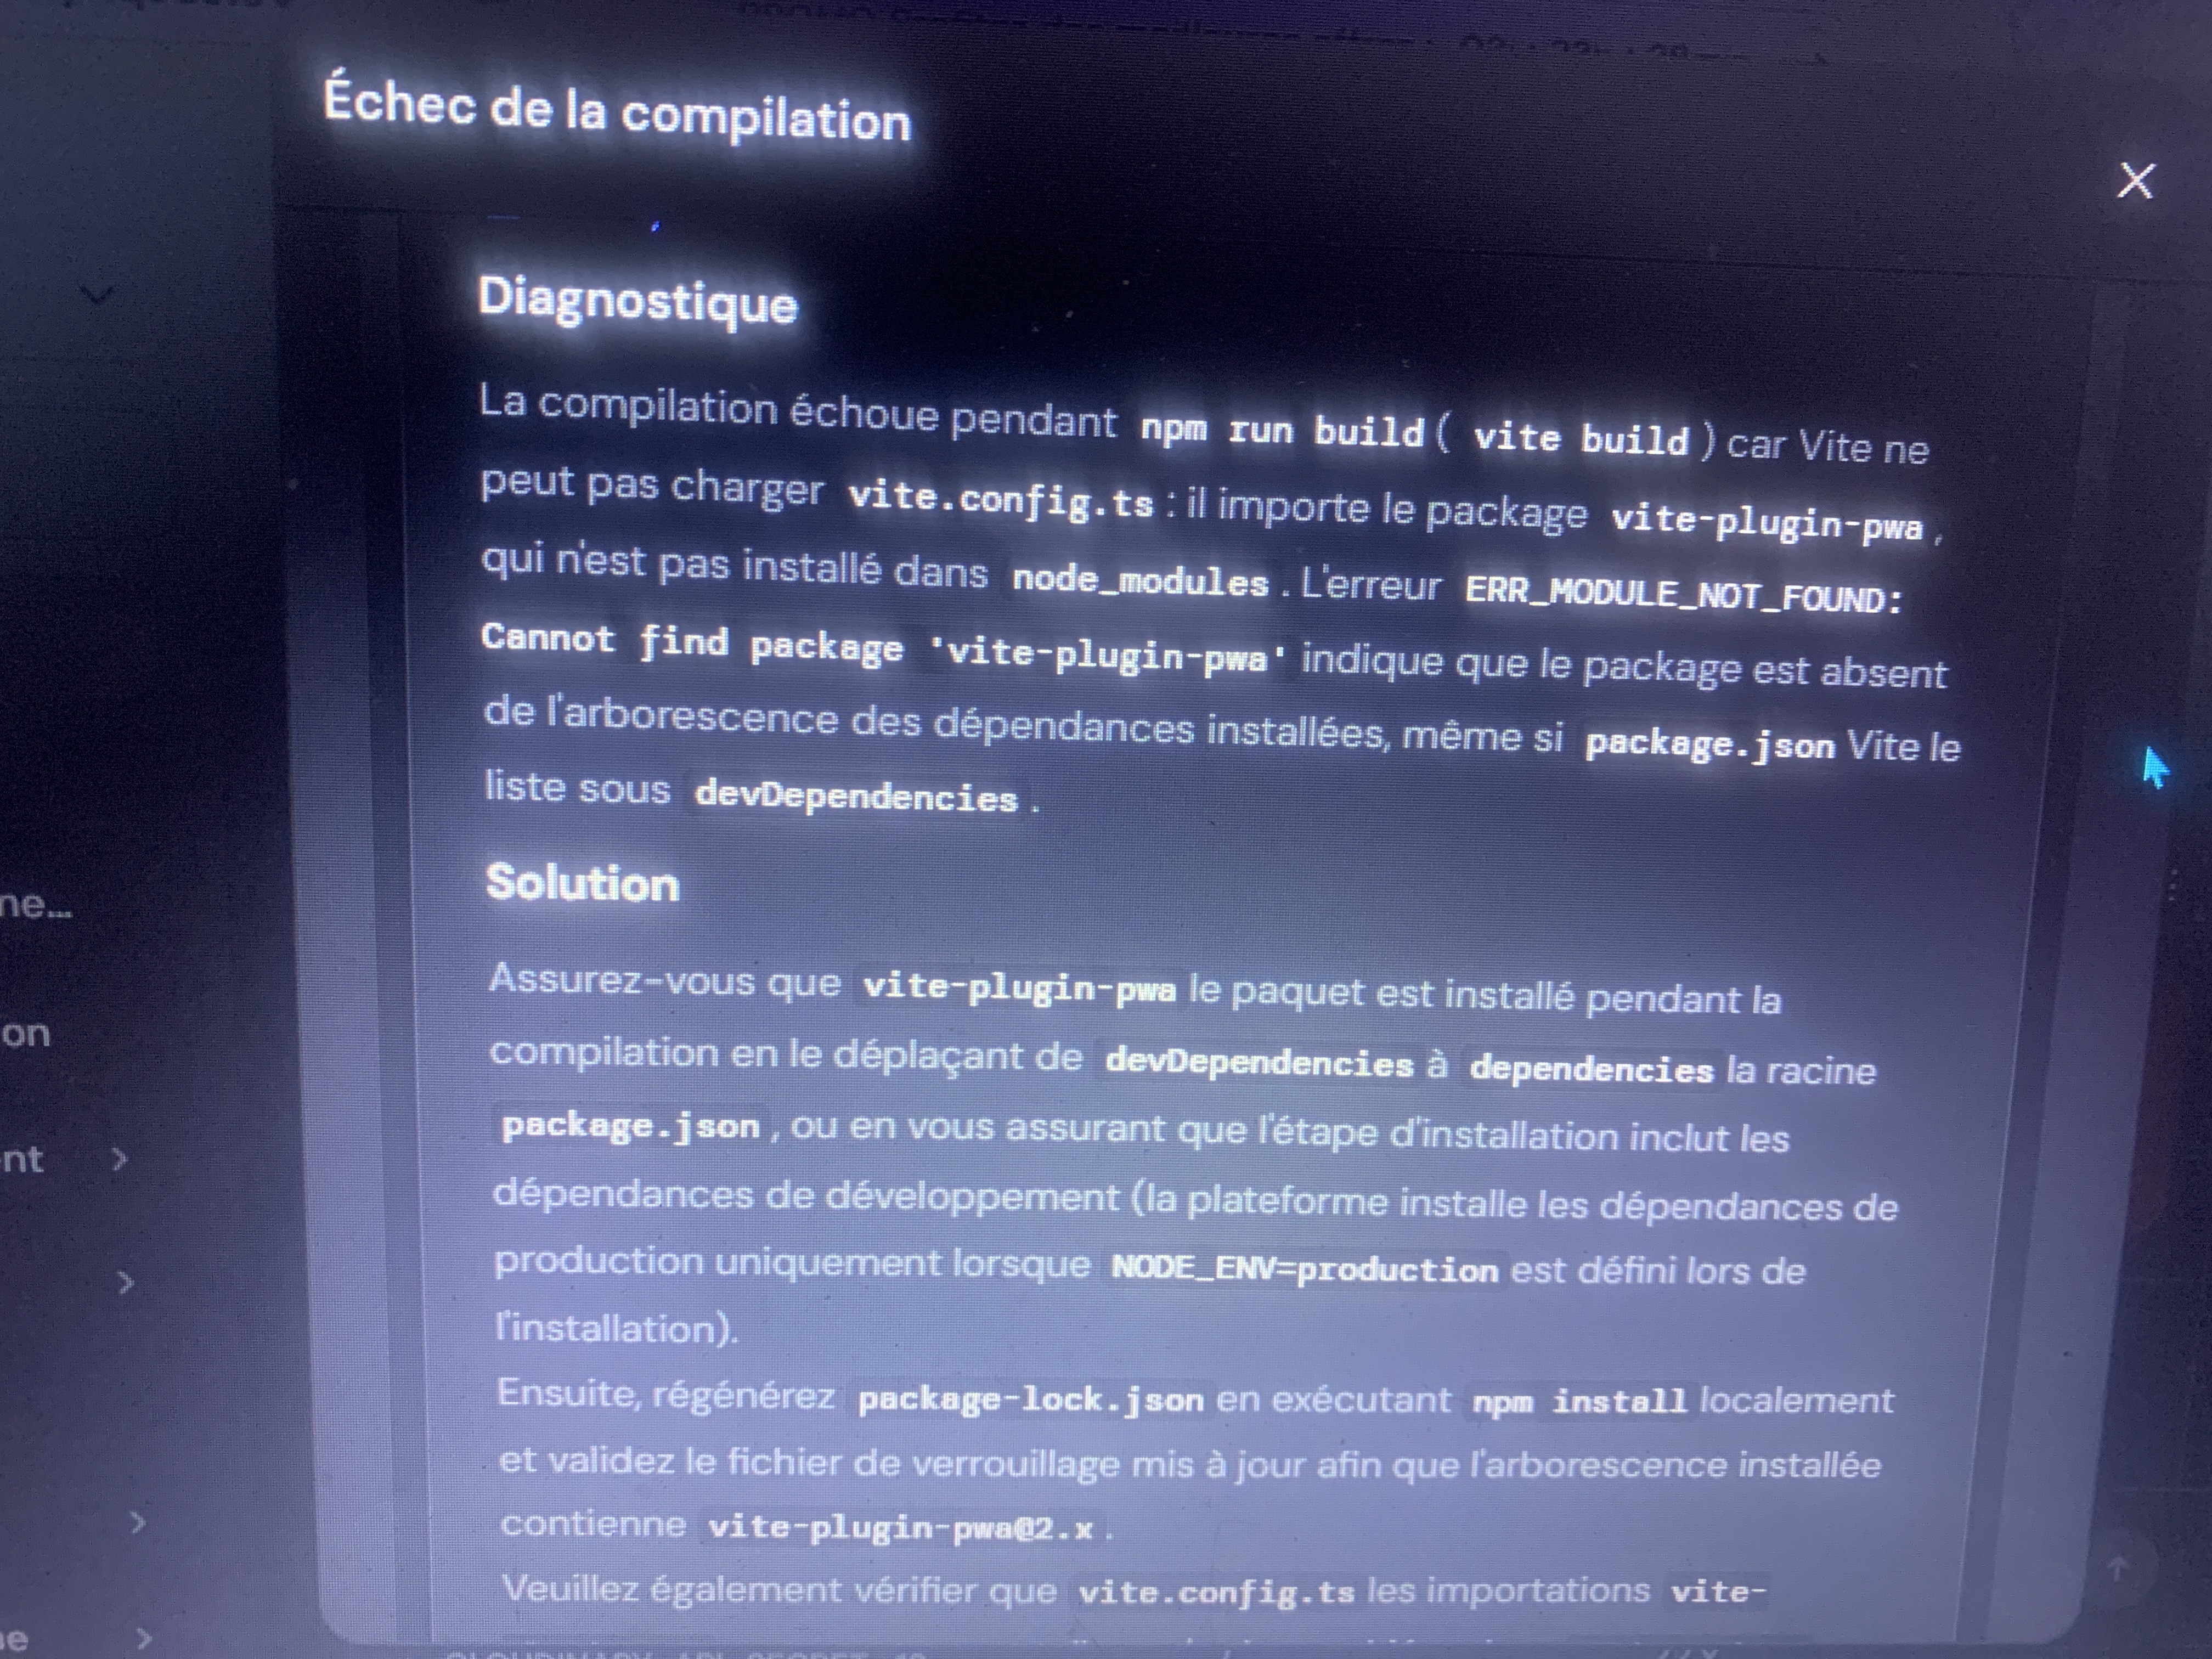 Échec de la compilation
Diagnostique
La compilation échoue pendant npm run build( vite build ) car Vite ne
peut pas charger vite.config.ts : il importe le package vite-plugin-pwa ,
qui n'est pas installé dans node_modules . L'erreur ERR_MODULE_NOT_FOUND:
Cannot find package 'vite-plugin-pwa' indique que le package est absent
de l'arborescence des dépendances installées, même si package.json Vite le
liste sous devDependencies .
Solution
Assurez-vous que vite-plugin-pwa le paquet est installé pendant la
compilation en le déplaçant de devDependencies à dependencies la racine
package.json , ou en vous assurant que l'étape d'installation inclut les
dépendances de développement (la plateforme installe les dépendances de
production uniquement lorsque NODE_ENV=production est défini lors de
l'installation).
Ensuite, régénérez package-lock.json en exécutant npm install localement
et validez le fichier de verrouillage mis à jour afin que l'arborescence installée
contienne vite-plugin-pwa@2.x .
Veuillez également vérifier que vite.config.ts les importations vite-
ne...
on
nt